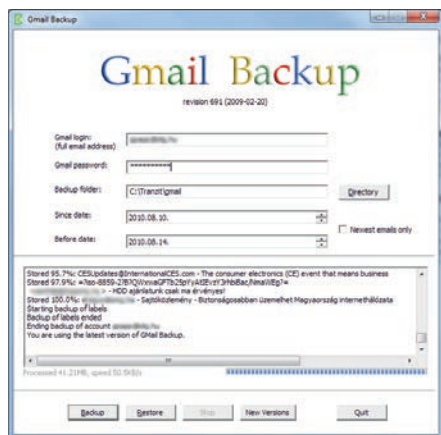 Gmail Backup
Gmail Backup
revision 691 (2009-02-20)
Gmail login:
(full email address)
Gmail password:
**********
Backup folder:
C:\Tranzit\gmail
Directory
Since date:
2010.08.10.
Newest emails only
Before date:
2010.08.14.
Stored 95.7%: CESUpdates@InternationalCES.com - The consumer electronics (CE) event that means business
Stored 97.9%:
- HDD ajánlatunk csak ma érvényes!
Stored 100.0%: - Sajtóközlemény - Biztonságosabban üzemelhet Magyarország internethálózata
Starting backup of labels
Backup of labels ended
Ending backup of account
You are using the latest version of GMail Backup.
Processed 41.21MB, speed 50.5KB/s
Backup
Restore
Stop
New Versions
Quit